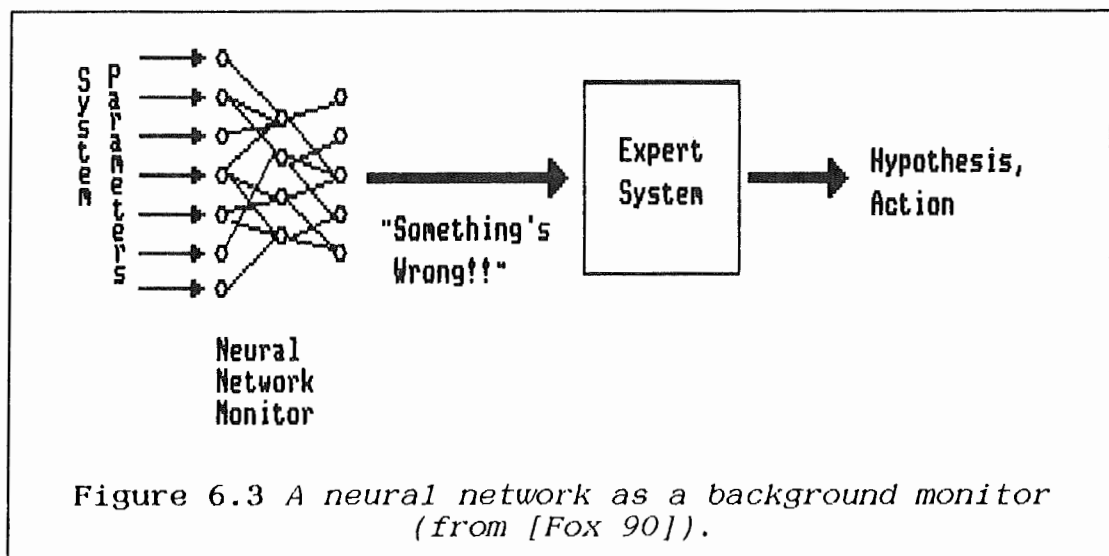 System
Parameters
Neural
Network
Monitor
"Something's
Wrong!!"
Expert
System
Hypothesis,
Action
Figure 6.3 A neural network as a background monitor
(from [Fox 90]).